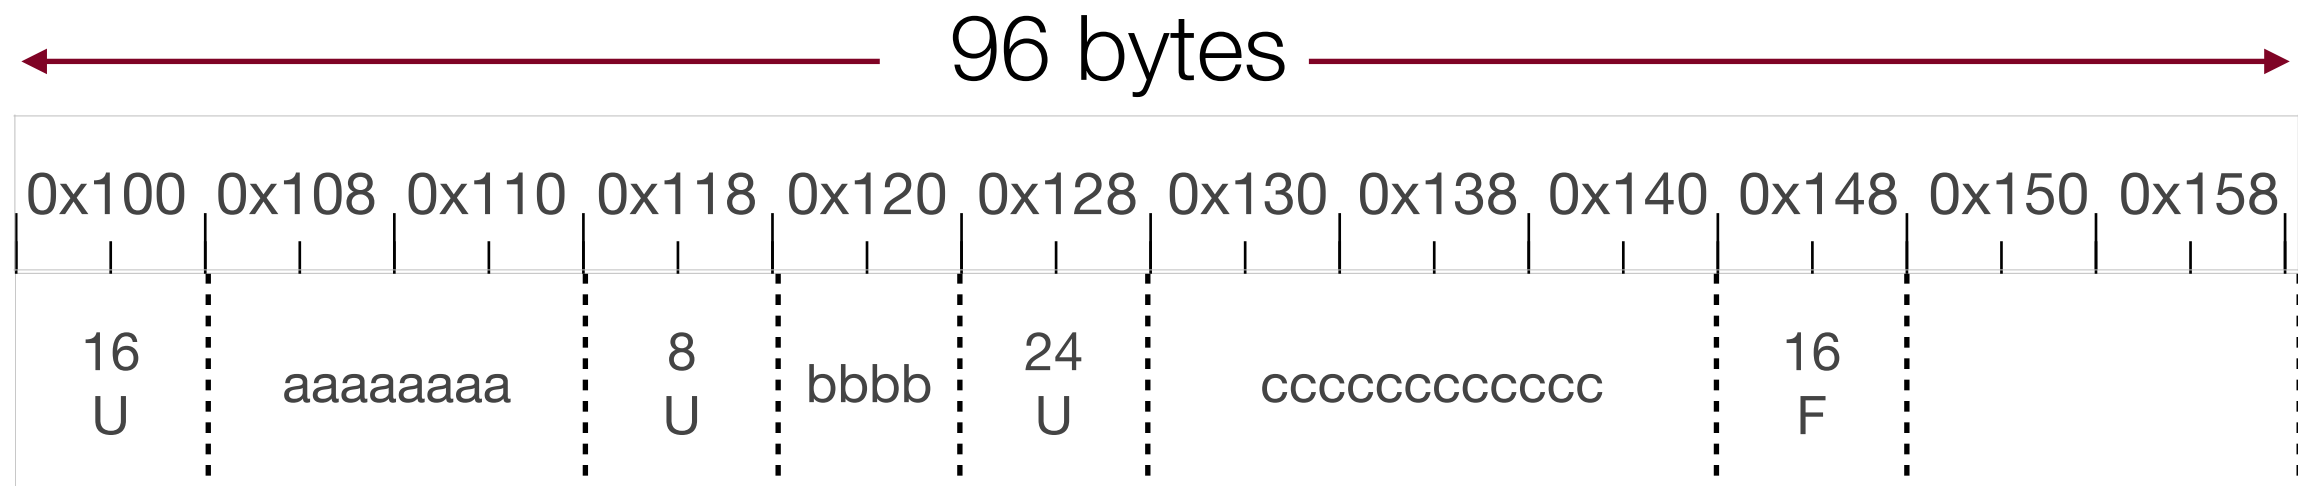 96 bytes
0x100 0x108 0x110 0x118 0x120 0x128 0x130 0x138 0x140 0x148 0x150 0x158
16 8 24 16
aaaaaaaa bbbb cccccccccccc
U U U F